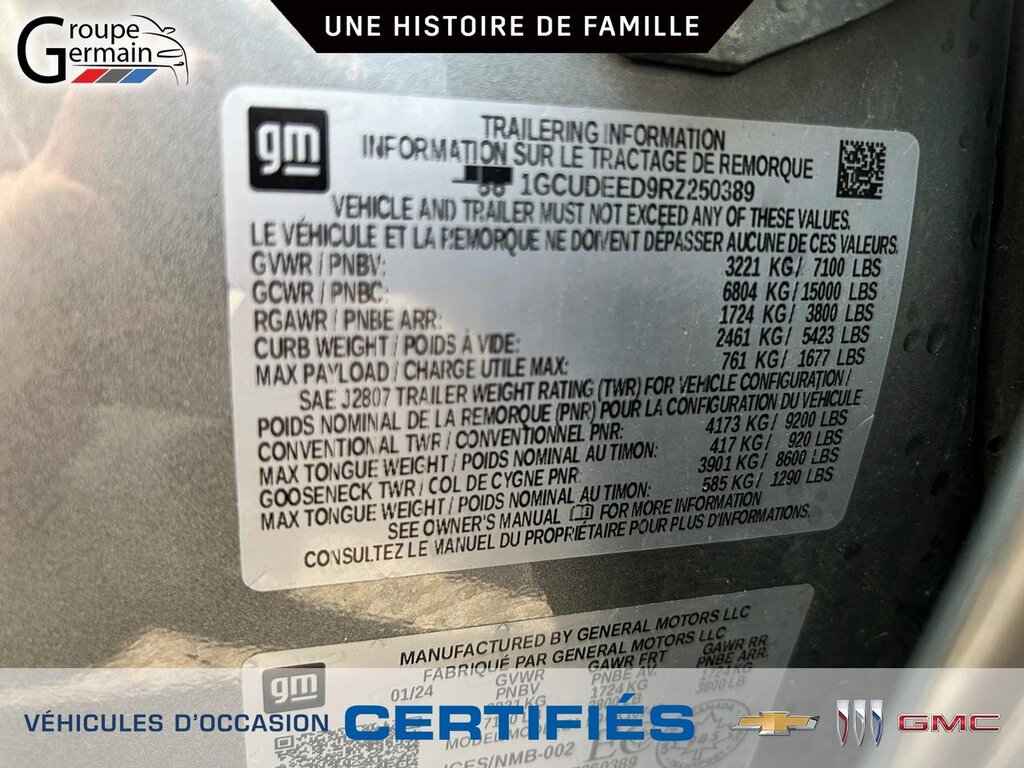 Groupe
Germain
UNE HISTOIRE DE FAMILLE
gm
TRAILERING INFORMATION
INFORMATION SUR LE TRACTAGE DE REMORQUE
1GCUDEED9RZ250389
VEHICLE AND TRAILER MUST NOT EXCEED ANY OF THESE VALUES.
LE VÉHICULE ET LA REMORQUE NE DOIVENT DÉPASSER AUCUNE DE CES VALEURS.
GVWR / PNBV: 3221 KG / 7100 LBS
GCWR / PNBC: 6804 KG / 15000 LBS
RGAWR / PNBE ARR: 1724 KG / 3800 LBS
CURB WEIGHT / POIDS À VIDE: 2461 KG / 5423 LBS
MAX PAYLOAD / CHARGE UTILE MAX: 761 KG / 1677 LBS
SAE J2807 TRAILER WEIGHT RATING (TWR) FOR VEHICLE CONFIGURATION /
POIDS NOMINAL DE LA REMORQUE (PNR) POUR LA CONFIGURATION DU VÉHICULE
CONVENTIONAL TWR / CONVENTIONNEL PNR: 4173 KG / 9200 LBS
MAX TONGUE WEIGHT / POIDS NOMINAL AU TIMON: 417 KG / 920 LBS
GOOSENECK TWR / COL DE CYGNE PNR: 3901 KG / 8600 LBS
MAX TONGUE WEIGHT / POIDS NOMINAL AU TIMON: 585 KG / 1290 LBS
SEE OWNER'S MANUAL FOR MORE INFORMATION
CONSULTEZ LE MANUEL DU PROPRIÉTAIRE POUR PLUS D'INFORMATIONS.
MANUFACTURED BY GENERAL MOTORS LLC
FABRIQUÉ PAR GENERAL MOTORS LLC
gm
01/24 GVWR GAWR FRT GAWR RR
PNBV PNBE AV. PNBE ARR.
3221 KG 1724 KG
3800 LB
VÉHICULES D'OCCASION CERTIFIÉS
GMC